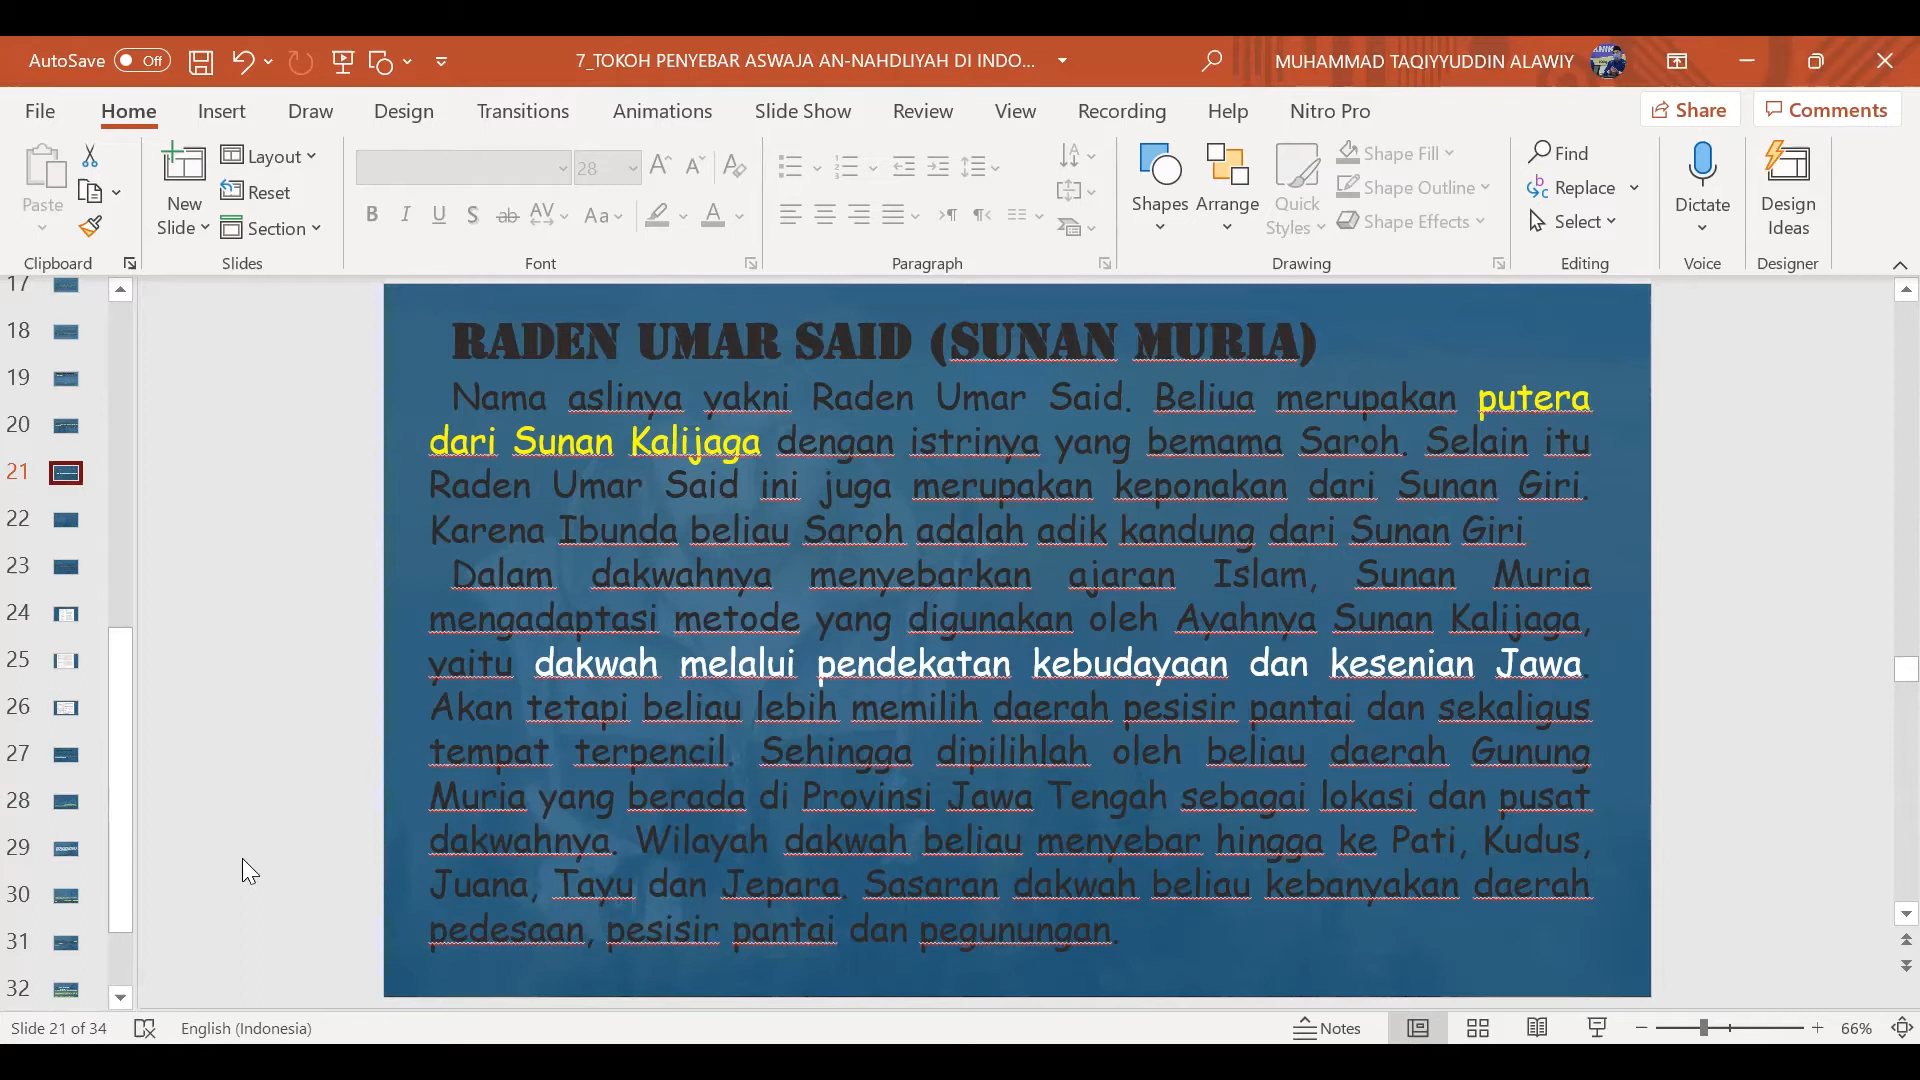 AutoSave Off 7_TOKOH PENYEBAR ASWAJA AN-NAHDLIYAH DI INDO... MUHAMMAD TAQIYYUDDIN ALAWIY
File Home Insert Draw Design Transitions Animations Slide Show Review View Recording Help Nitro Pro Share Comments
Paste
New Slide
Layout
Reset
Section
28
Shapes
Arrange
Quick Styles
Shape Fill
Shape Outline
Shape Effects
Find
Replace
Select
Dictate
Design Ideas
Clipboard Slides Font Paragraph Drawing Editing Voice Designer
17
18
19
20
21
22
23
24
25
26
27
28
29
30
31
32
RADEN UMAR SAID (SUNAN MURIA)
Nama aslinya yakni Raden Umar Said. Beliua merupakan putera
dari Sunan Kalijaga dengan istrinya yang bemama Saroh. Selain itu
Raden Umar Said ini juga merupakan keponakan dari Sunan Giri.
Karena Ibunda beliau Saroh adalah adik kandung dari Sunan Giri
Dalam dakwahnya menyebarkan ajaran Islam, Sunan Muria
mengadaptasi metode yang digunakan oleh Ayahnya Sunan Kalijaga,
yaitu dakwah melalui pendekatan kebudayaan dan kesenian Jawa.
Akan tetapi beliau lebih memilih daerah pesisir pantai dan sekaligus
tempat terpencil. Sehingga dipilihlah oleh beliau daerah Gunung
Muria yang berada di Provinsi Jawa Tengah sebagai lokasi dan pusat
dakwahnya. Wilayah dakwah beliau menyebar hingga ke Pati, Kudus,
Juana, Tayu dan Jepara. Sasaran dakwah beliau kebanyakan daerah
pedesaan, pesisir pantai dan pegunungan.
Slide 21 of 34 English (Indonesia) Notes 66%